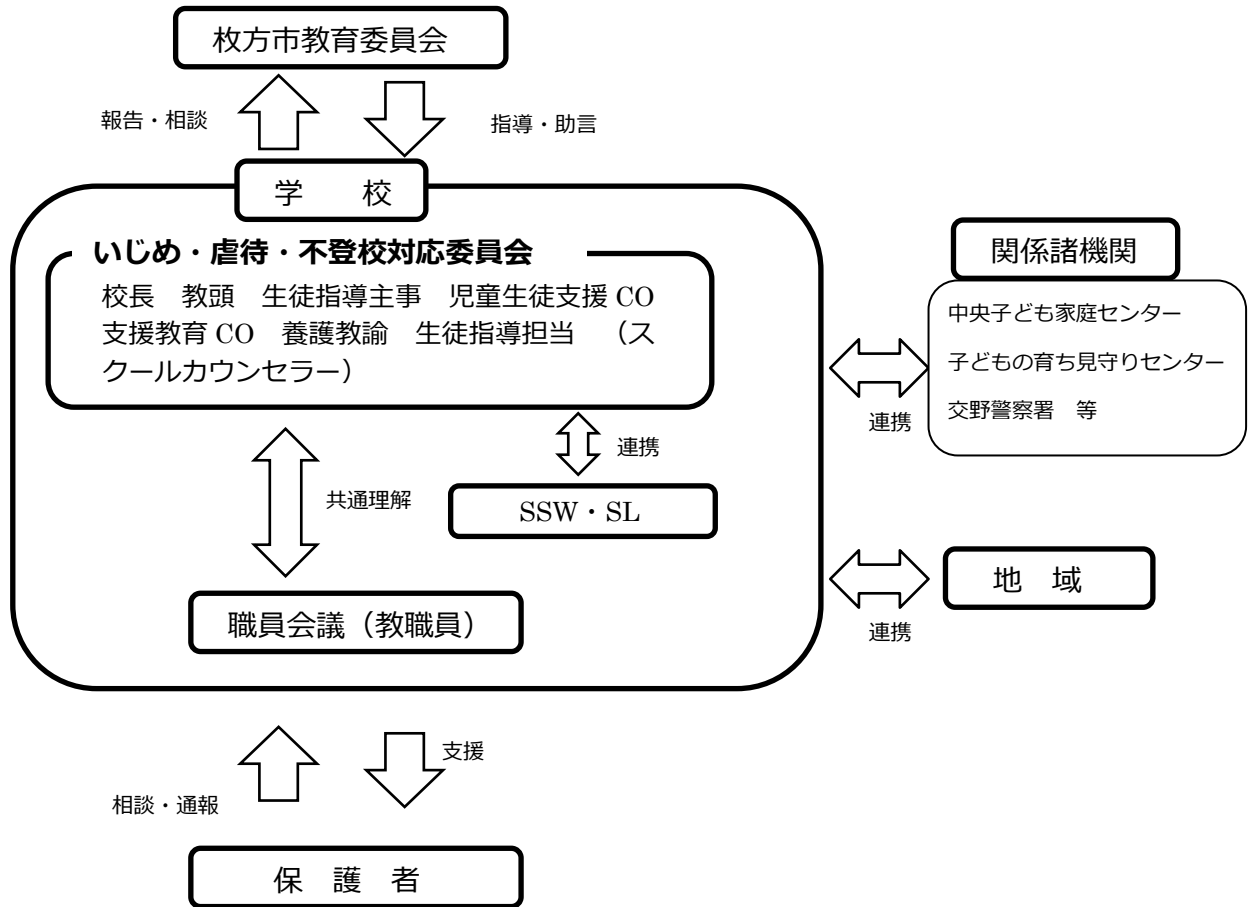 枚方市教育委員会
報告・相談
指導・助言
学　校
いじめ・虐待・不登校対応委員会
校長　教頭　生徒指導主事　児童生徒支援 CO
支援教育 CO　養護教諭　生徒指導担当　（ス
クールカウンセラー）
関係諸機関
中央子ども家庭センター
子どもの育ち見守りセンター
交野警察署　等
連携
連携
共通理解
SSW・SL
職員会議（教職員）
地　域
連携
支援
相談・通報
保　護　者